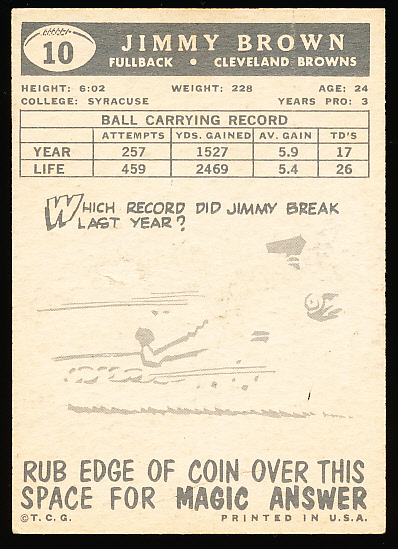 10
JIMMY BROWN
FULLBACK • CLEVELAND BROWNS
HEIGHT: 6:02 WEIGHT: 228 AGE: 24
COLLEGE: SYRACUSE YEARS PRO: 3
BALL CARRYING RECORD
ATTEMPTS YDS. GAINED AV. GAIN TD'S
YEAR 257 1527 5.9 17
LIFE 459 2469 5.4 26
WHICH RECORD DID JIMMY BREAK
LAST YEAR?
RUB EDGE OF COIN OVER THIS
SPACE FOR MAGIC ANSWER
©T.C.G. PRINTED IN U.S.A.